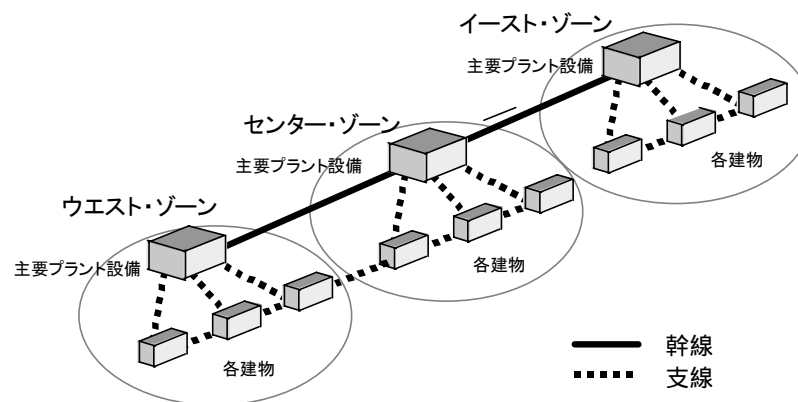 イースト・ゾーン
主要プラント設備
各建物
センター・ゾーン
主要プラント設備
各建物
ウエスト・ゾーン
主要プラント設備
各建物
幹線
支線